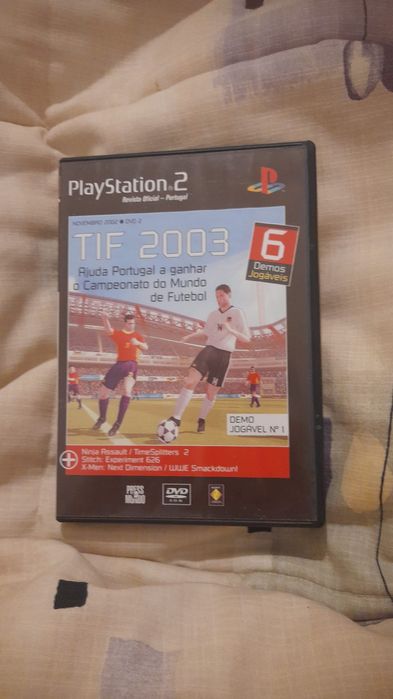 PlayStation®2
Revista Oficial - Portugal
NOVEMBRO 2002 ● DVD 2
TIF 2003
Ajuda Portugal a ganhar
o Campeonato do Mundo
de Futebol
6
Demos
Jogáveis
DEMO
JOGÁVEL Nº 1
Ninja Assault / TimeSplitters 2
Stitch: Experiment 626
X-Men: Next Dimension / WWE Smackdown!
PRESS
MUNDO
DVD